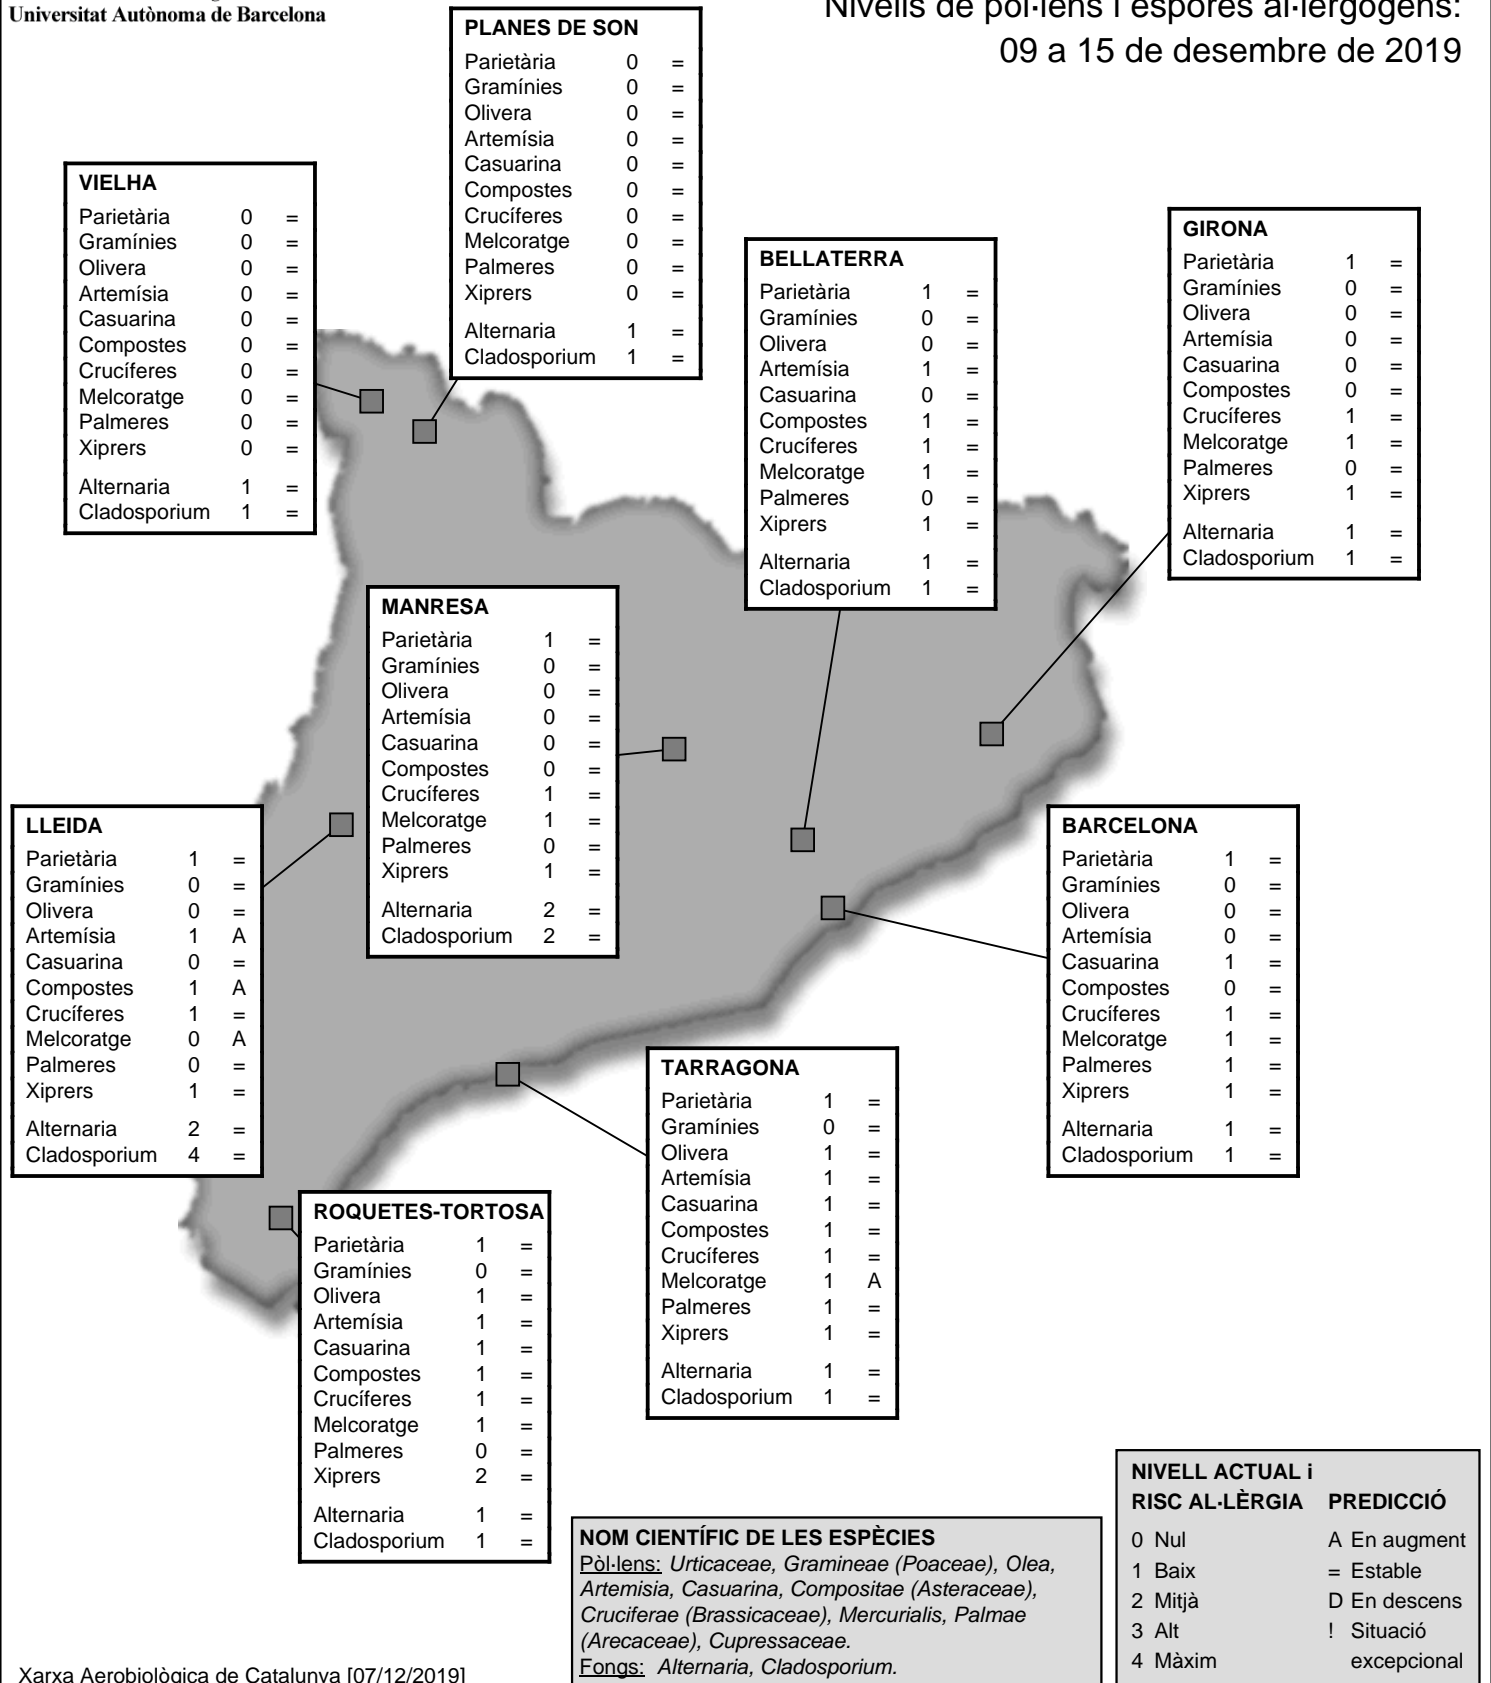 Universitat Autònoma de Barcelona
Nivells de pol·lens i espores al·lergògens:
09 a 15 de desembre de 2019
PLANES DE SON
Parietària 0 =
Gramínies 0 =
Olivera 0 =
Artemísia 0 =
Casuarina 0 =
Compostes 0 =
Crucíferes 0 =
Melcoratge 0 =
Palmeres 0 =
Xiprers 0 =
Alternaria 1 =
Cladosporium 1 =
VIELHA
Parietària 0 =
Gramínies 0 =
Olivera 0 =
Artemísia 0 =
Casuarina 0 =
Compostes 0 =
Crucíferes 0 =
Melcoratge 0 =
Palmeres 0 =
Xiprers 0 =
Alternaria 1 =
Cladosporium 1 =
BELLATERRA
Parietària 1 =
Gramínies 0 =
Olivera 0 =
Artemísia 1 =
Casuarina 0 =
Compostes 1 =
Crucíferes 1 =
Melcoratge 1 =
Palmeres 0 =
Xiprers 1 =
Alternaria 1 =
Cladosporium 1 =
GIRONA
Parietària 1 =
Gramínies 0 =
Olivera 0 =
Artemísia 0 =
Casuarina 0 =
Compostes 0 =
Crucíferes 1 =
Melcoratge 1 =
Palmeres 0 =
Xiprers 1 =
Alternaria 1 =
Cladosporium 1 =
MANRESA
Parietària 1 =
Gramínies 0 =
Olivera 0 =
Artemísia 0 =
Casuarina 0 =
Compostes 0 =
Crucíferes 1 =
Melcoratge 1 =
Palmeres 0 =
Xiprers 1 =
Alternaria 2 =
Cladosporium 2 =
LLEIDA
Parietària 1 =
Gramínies 0 =
Olivera 0 =
Artemísia 1 A
Casuarina 0 =
Compostes 1 A
Crucíferes 1 =
Melcoratge 0 A
Palmeres 0 =
Xiprers 1 =
Alternaria 2 =
Cladosporium 4 =
BARCELONA
Parietària 1 =
Gramínies 0 =
Olivera 0 =
Artemísia 0 =
Casuarina 1 =
Compostes 0 =
Crucíferes 1 =
Melcoratge 1 =
Palmeres 1 =
Xiprers 1 =
Alternaria 1 =
Cladosporium 1 =
TARRAGONA
Parietària 1 =
Gramínies 0 =
Olivera 1 =
Artemísia 1 =
Casuarina 1 =
Compostes 1 =
Crucíferes 1 =
Melcoratge 1 A
Palmeres 1 =
Xiprers 1 =
Alternaria 1 =
Cladosporium 1 =
ROQUETES-TORTOSA
Parietària 1 =
Gramínies 0 =
Olivera 1 =
Artemísia 1 =
Casuarina 1 =
Compostes 1 =
Crucíferes 1 =
Melcoratge 1 =
Palmeres 0 =
Xiprers 2 =
Alternaria 1 =
Cladosporium 1 =
NOM CIENTÍFIC DE LES ESPÈCIES
Pòl·lens: Urticaceae, Gramineae (Poaceae), Olea,
Artemisia, Casuarina, Compositae (Asteraceae),
Cruciferae (Brassicaceae), Mercurialis, Palmae
(Arecaceae), Cupressaceae.
Fongs: Alternaria, Cladosporium.
NIVELL ACTUAL i
RISC AL·LÈRGIA PREDICCIÓ
0 Nul A En augment
1 Baix = Estable
2 Mitjà D En descens
3 Alt ! Situació
4 Màxim excepcional
Xarxa Aerobiològica de Catalunya [07/12/2019]